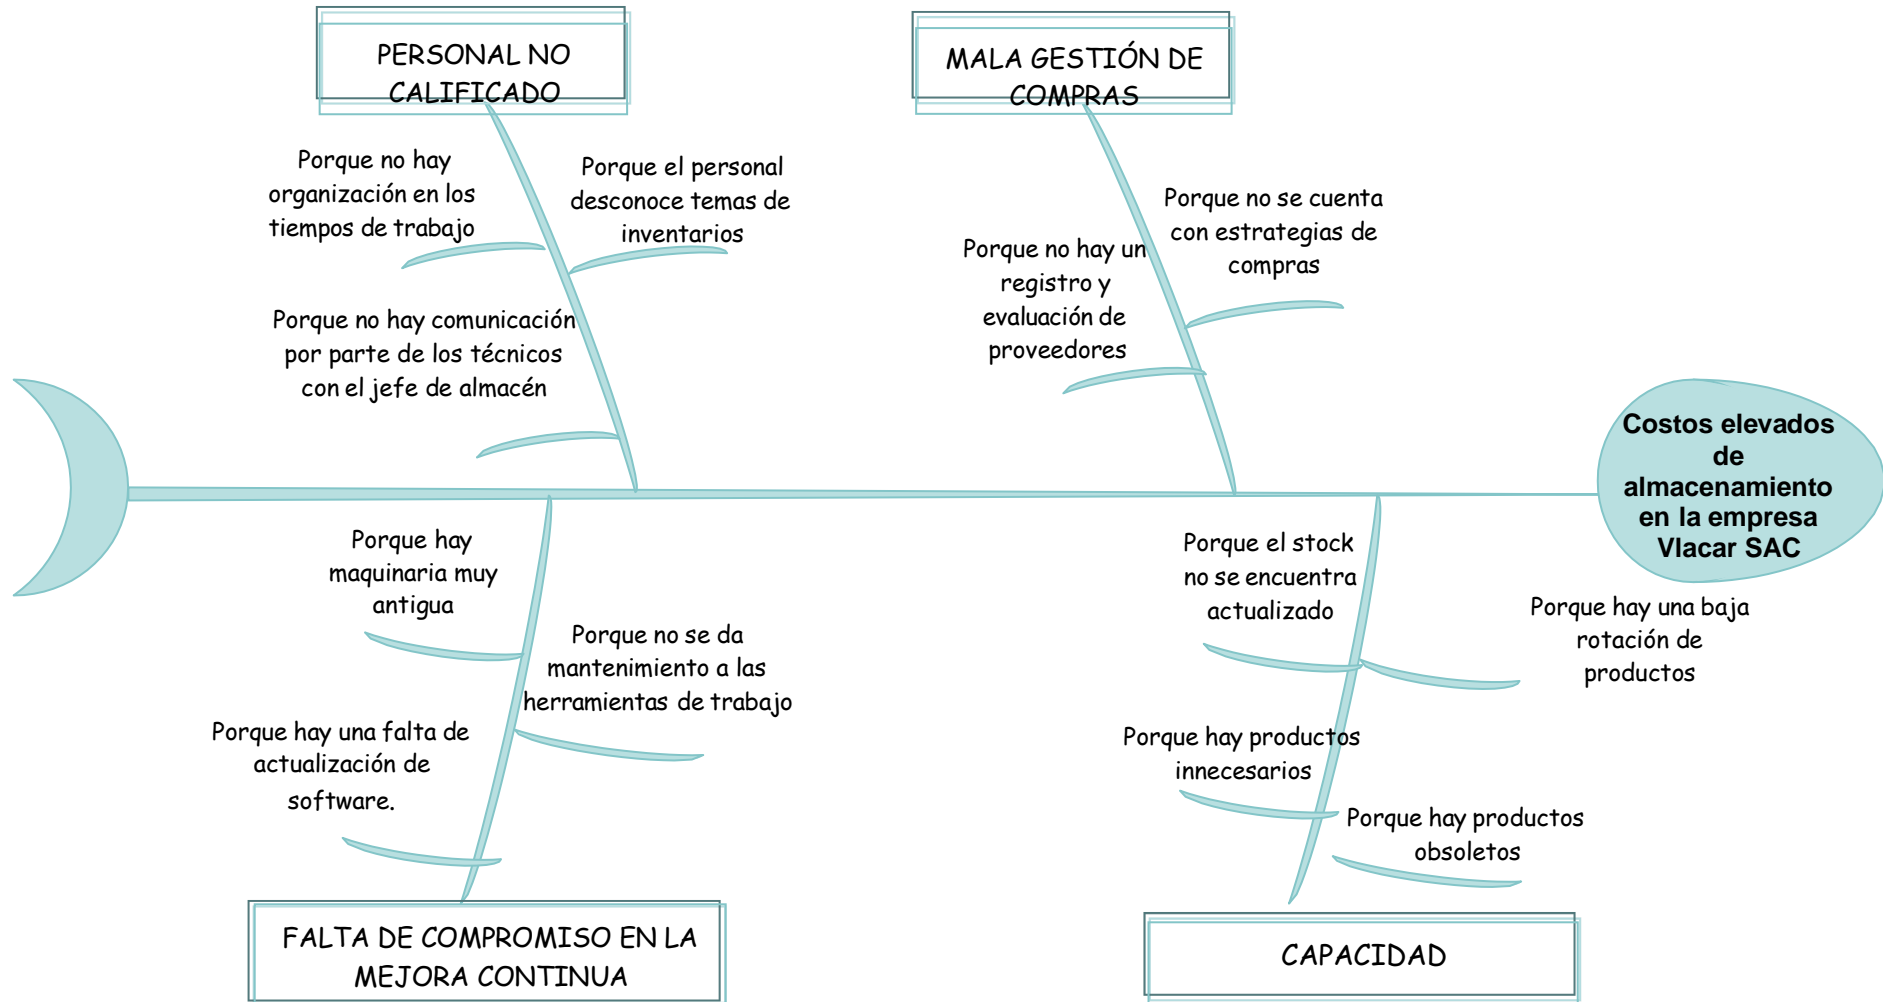 PERSONAL NO
CALIFICADO
MALA GESTIÓN DE
COMPRAS
Porque no hay
organización en los
tiempos de trabajo
Porque el personal
desconoce temas de
inventarios
Porque no hay comunicación
por parte de los técnicos
con el jefe de almacén
Porque no hay un
registro y
evaluación de
proveedores
Porque no se cuenta
con estrategias de
compras
Costos elevados
de
almacenamiento
en la empresa
Vlacar SAC
Porque hay
maquinaria muy
antigua
Porque no se da
mantenimiento a las
herramientas de trabajo
Porque hay una falta de
actualización de
software.
Porque el stock
no se encuentra
actualizado
Porque hay una baja
rotación de
productos
Porque hay productos
innecesarios
Porque hay productos
obsoletos
FALTA DE COMPROMISO EN LA
MEJORA CONTINUA
CAPACIDAD